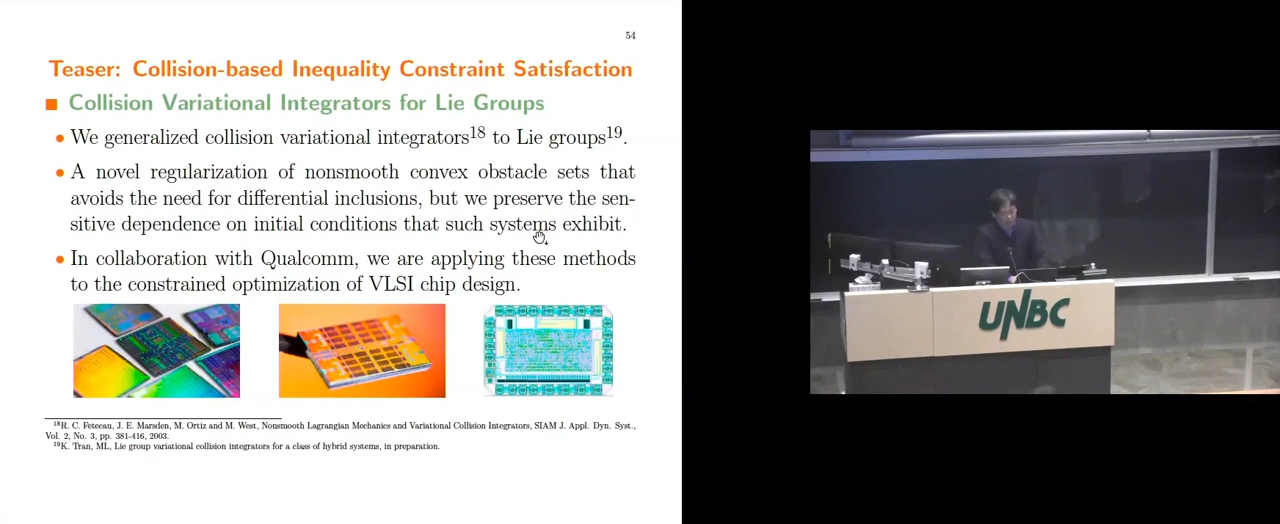 54
Teaser: Collision-based Inequality Constraint Satisfaction
Collision Variational Integrators for Lie Groups
• We generalized collision variational integrators18 to Lie groups19.
• A novel regularization of nonsmooth convex obstacle sets that
avoids the need for differential inclusions, but we preserve the sen-
sitive dependence on initial conditions that such systems exhibit.
• In collaboration with Qualcomm, we are applying these methods
to the constrained optimization of VLSI chip design.
18R. C. Fetecau, J. E. Marsden, M. Ortiz and M. West, Nonsmooth Lagrangian Mechanics and Variational Collision Integrators, SIAM J. Appl. Dyn. Syst.,
Vol. 2, No. 3, pp. 381-416, 2003.
19K. Tran, ML, Lie group variational collision integrators for a class of hybrid systems, in preparation.
UNBC